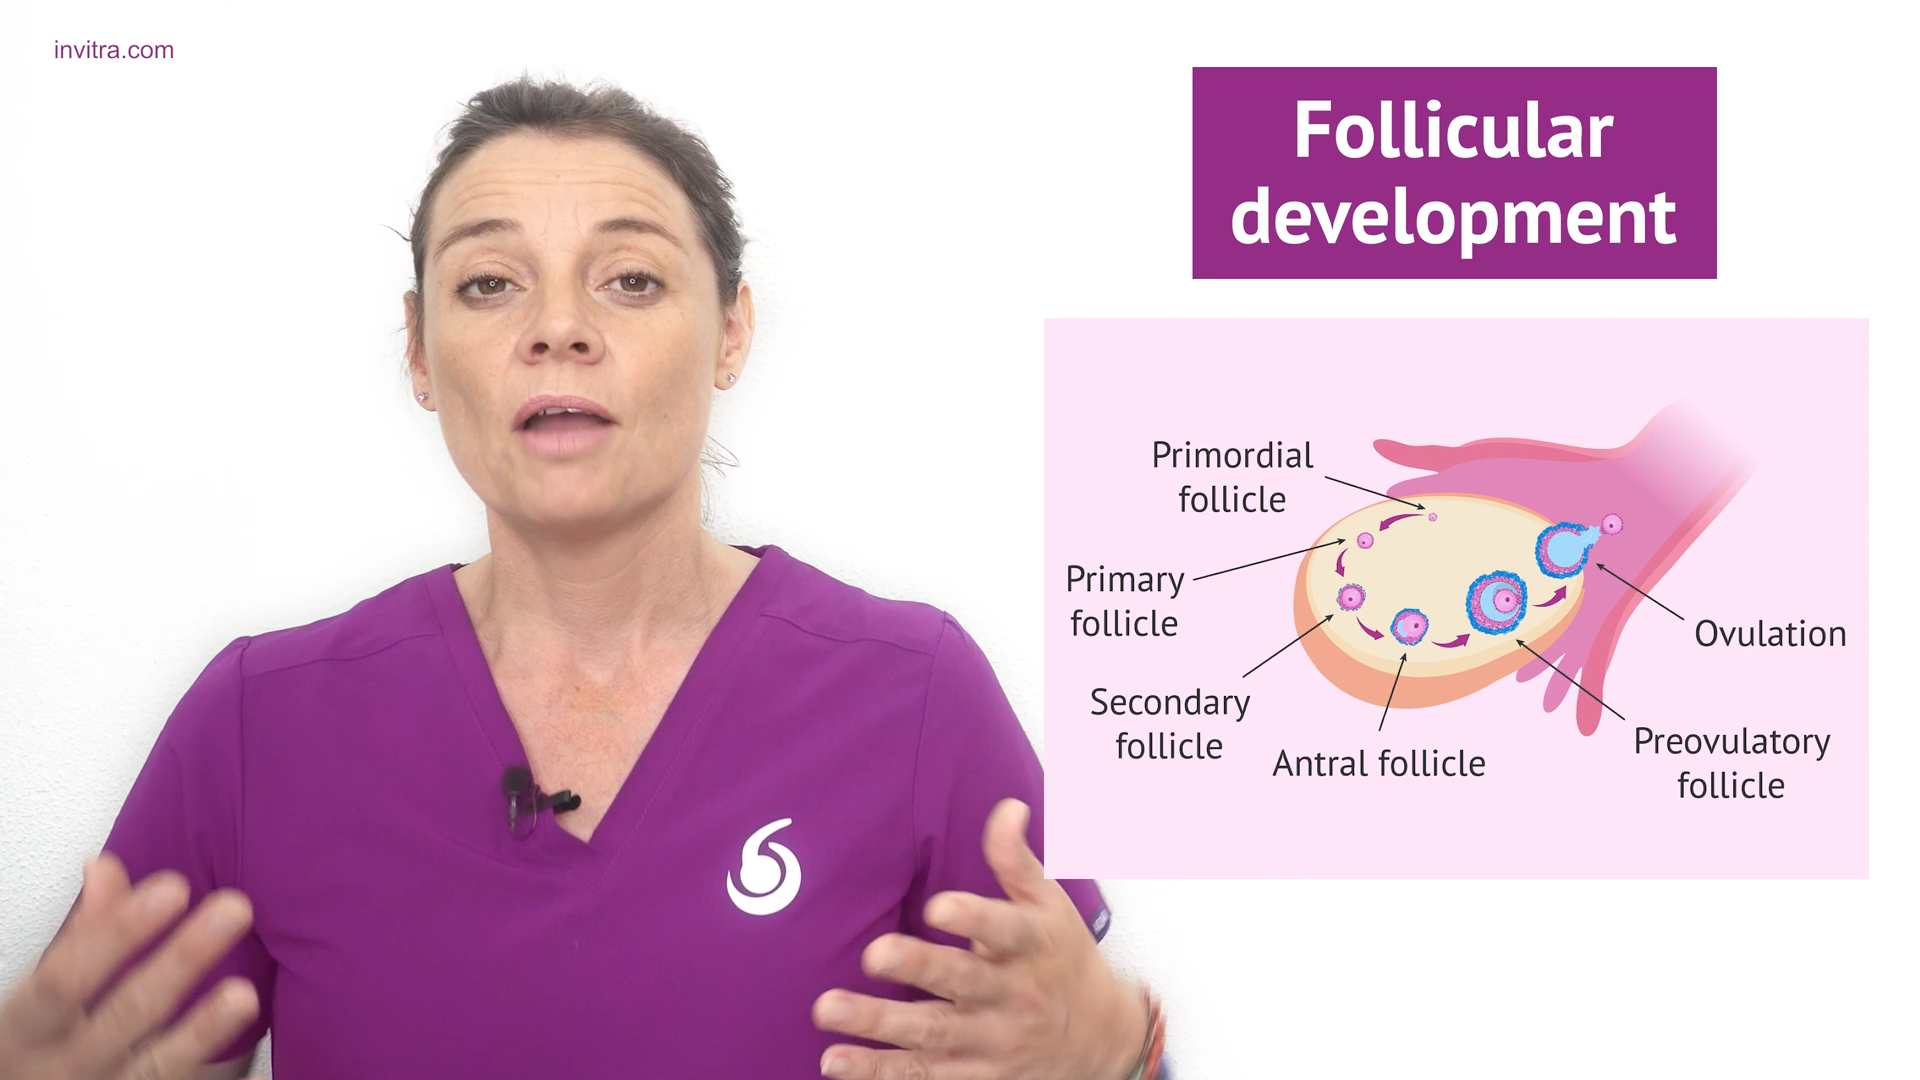 invitra.com
Follicular
development
Primordial
follicle
Primary
follicle
Secondary
follicle
Antral follicle
Preovulatory
follicle
Ovulation